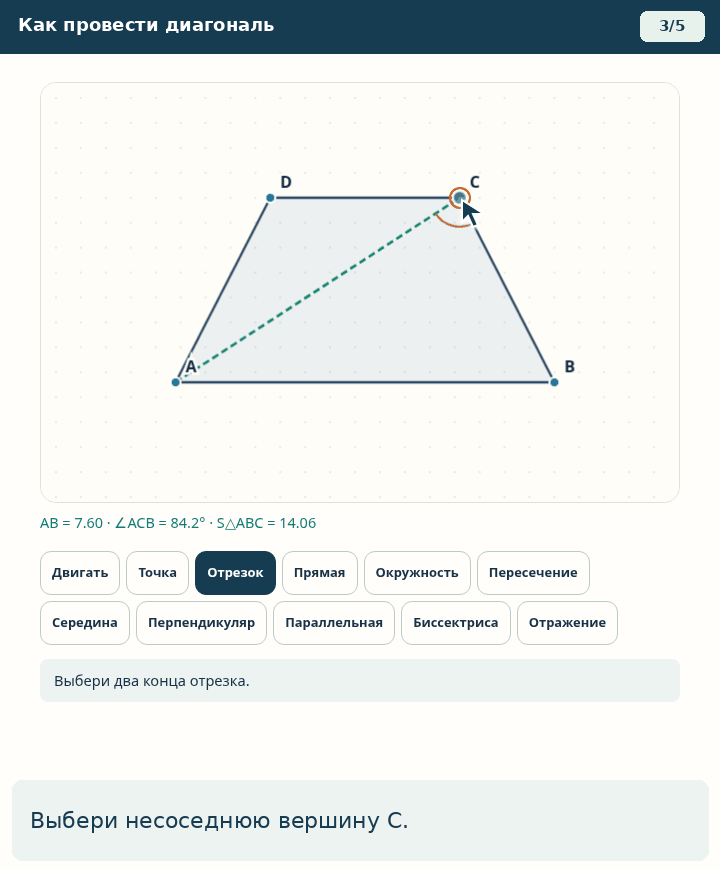 Как провести диагональ
3/5
D
C
A
B
AB = 7.60 · ∠ACB = 84.2° · S△ABC = 14.06
Двигать Точка Отрезок Прямая Окружность Пересечение
Середина Перпендикуляр Параллельная Биссектриса Отражение
Выбери два конца отрезка.
Выбери несоседнюю вершину C.